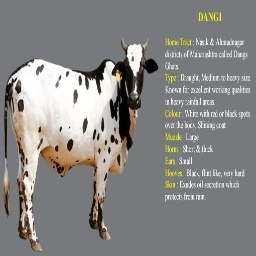 DANGI
Home Tract : Nasik & Ahmadnagar
districts of Maharashtra called Dangs
Ghats.
Type : Draught, Medium to heavy size.
Known for excellent working qualities
in heavy rainfall areas.
Colour : White with red or black spots
over the body. Shining coat
Muzzle : Large
Horns : Short & thick
Ears : Small
Hooves : Black, flint like, very hard
Skin : Exudes oil secretion which
protects from rain.